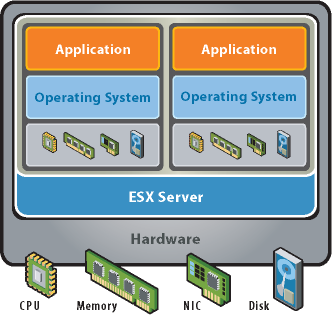 Application Application
Operating System Operating System
ESX Server
Hardware
CPU Memory NIC Disk